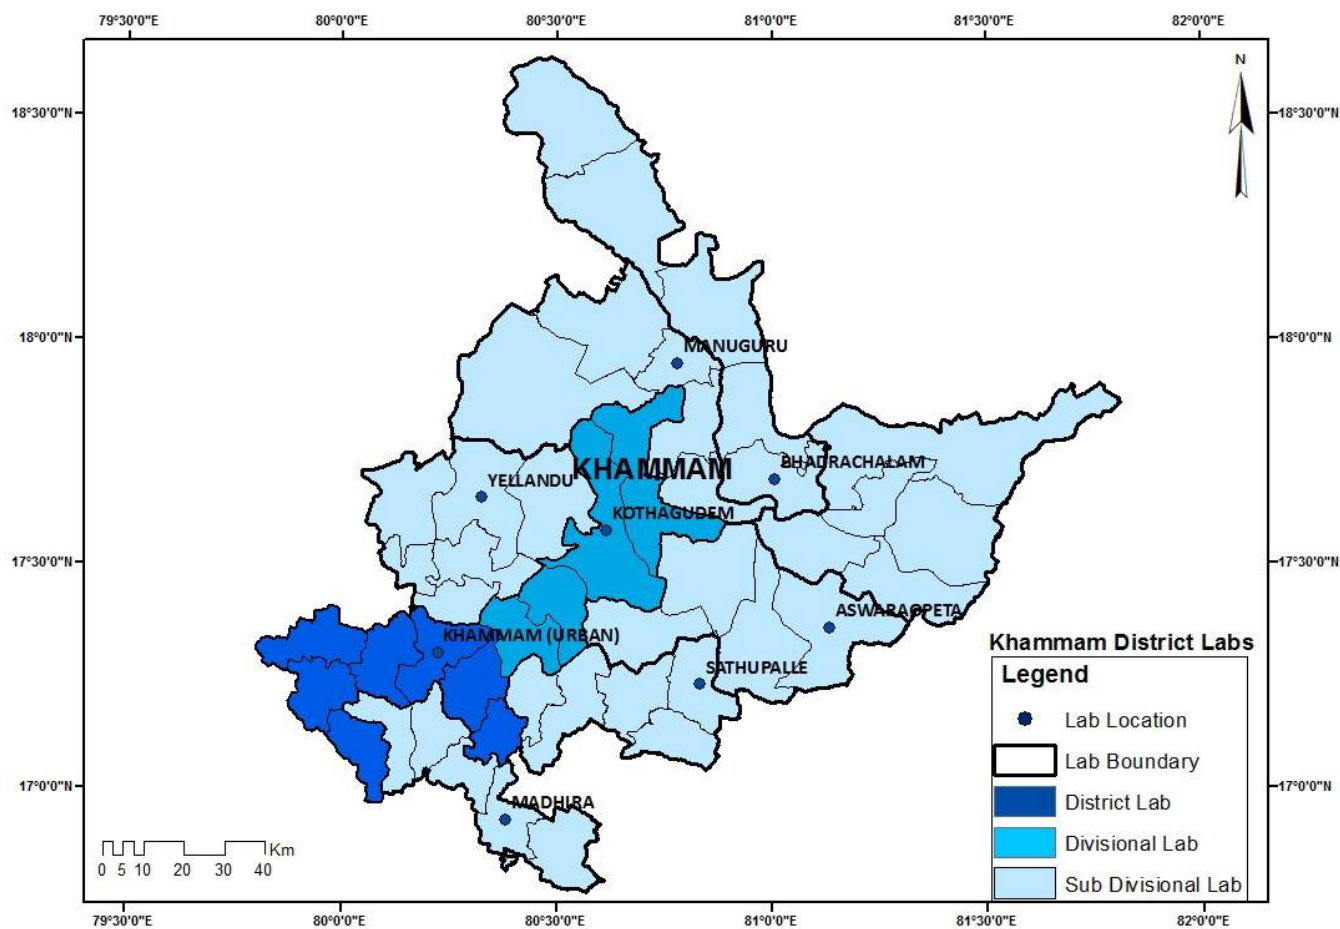 79°30'0"E 80°0'0"E 80°30'0"E 81°0'0"E 81°30'0"E 82°0'0"E
N
18°30'0"N 18°30'0"N
18°0'0"N 18°0'0"N
MANUGURU
BHADRACHALAM
KHAMMAM
YELLANDU
KOTHAGUDEM
17°30'0"N 17°30'0"N
ASWARAOPETA
KHAMMAM (URBAN)
SATHUPALLE
Khammam District Labs
Legend
Lab Location
Lab Boundary
District Lab
Divisional Lab
Sub Divisional Lab
17°0'0"N 17°0'0"N
MADHIRA
Km
0 5 10 20 30 40
79°30'0"E 80°0'0"E 80°30'0"E 81°0'0"E 81°30'0"E 82°0'0"E